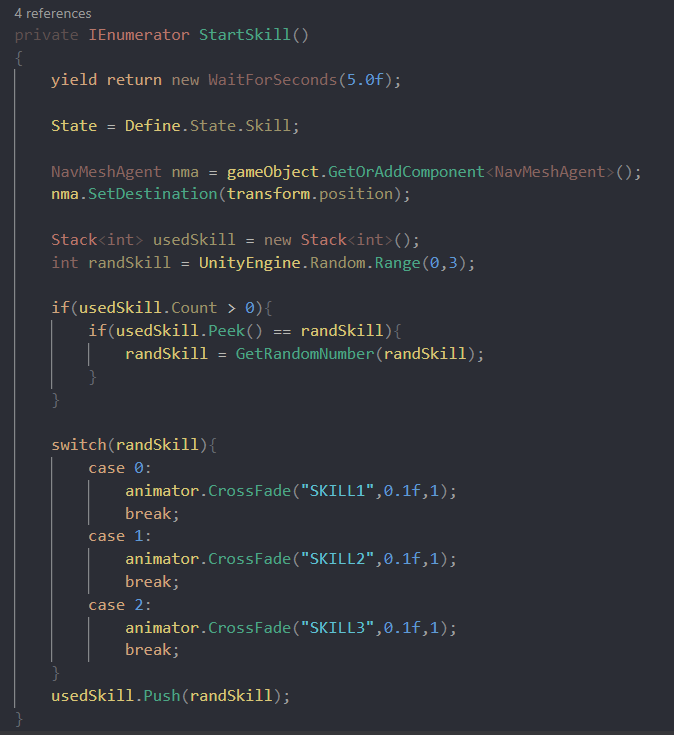 4 references
private IEnumerator StartSkill()
{
    yield return new WaitForSeconds(5.0f);

    State = Define.State.Skill;

    NavMeshAgent nma = gameObject.GetOrAddComponent<NavMeshAgent>();
    nma.SetDestination(transform.position);

    Stack<int> usedSkill = new Stack<int>();
    int randSkill = UnityEngine.Random.Range(0,3);

    if(usedSkill.Count > 0){
        if(usedSkill.Peek() == randSkill){
            randSkill = GetRandomNumber(randSkill);
        }
    }

    switch(randSkill){
        case 0:
            animator.CrossFade("SKILL1",0.1f,1);
            break;
        case 1:
            animator.CrossFade("SKILL2",0.1f,1);
            break;
        case 2:
            animator.CrossFade("SKILL3",0.1f,1);
            break;
    }
    usedSkill.Push(randSkill);
}